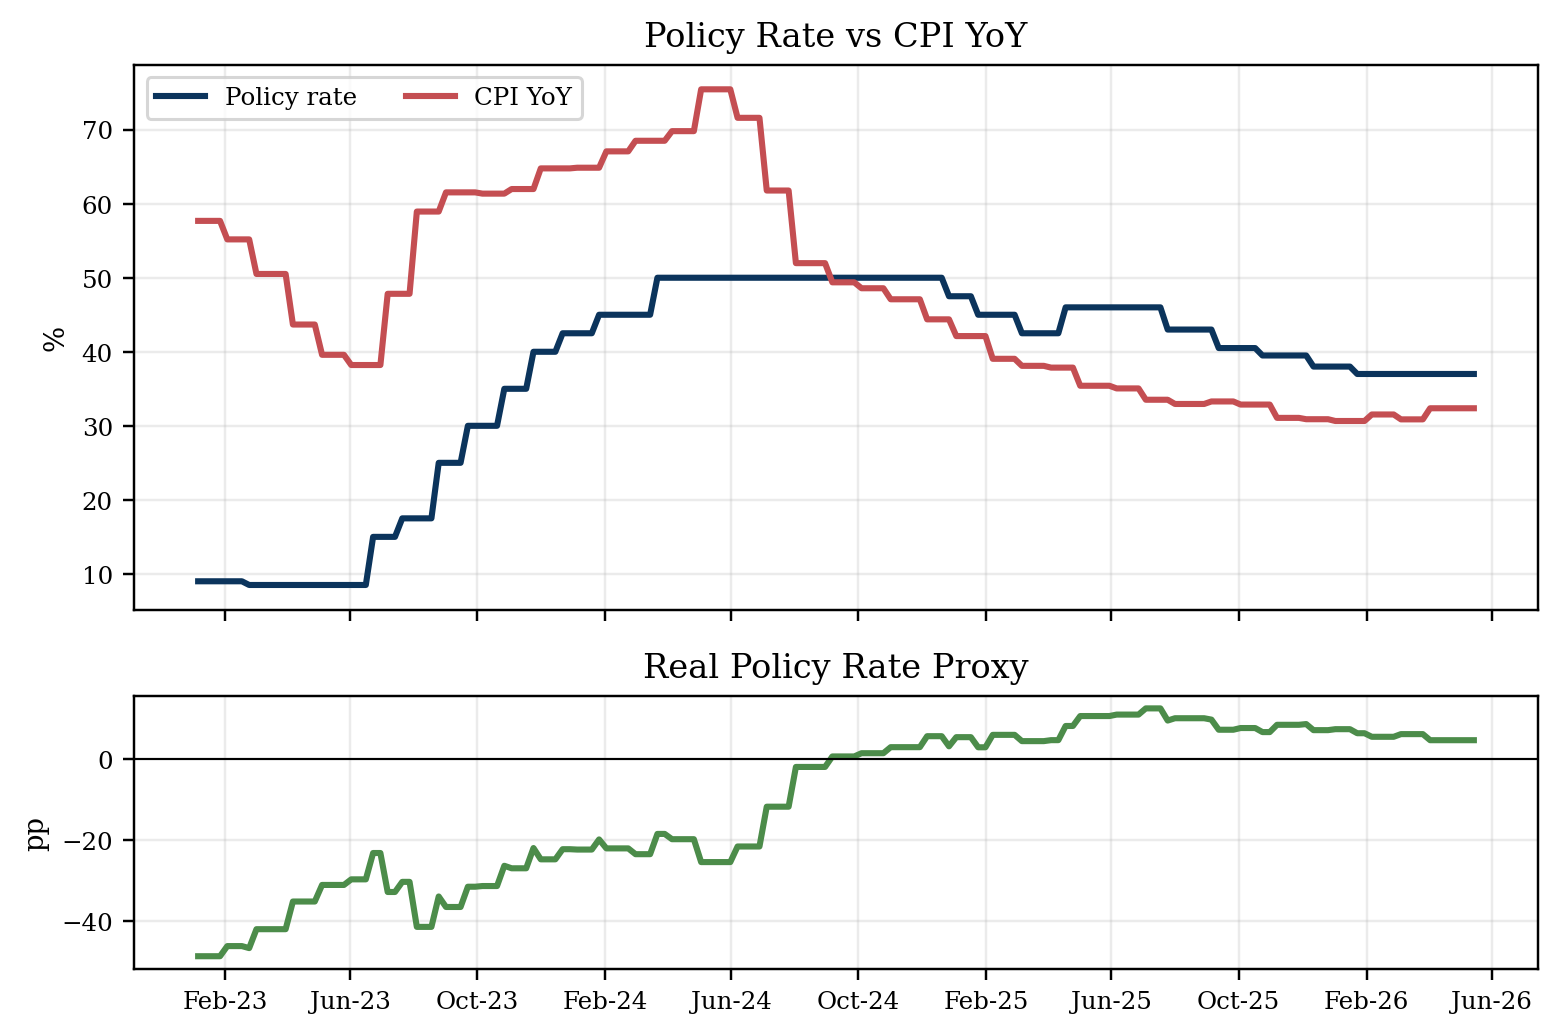 Policy Rate vs CPI YoY
Policy rate
CPI YoY
%
70
60
50
40
30
20
10
Real Policy Rate Proxy
pp
0
−20
−40
Feb-23 Jun-23 Oct-23 Feb-24 Jun-24 Oct-24 Feb-25 Jun-25 Oct-25 Feb-26 Jun-26